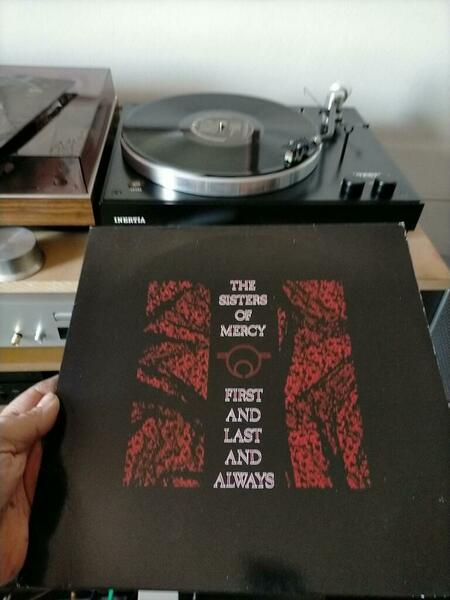 INERTIA
THE
SISTERS
OF
MERCY
FIRST
AND
LAST
AND
ALWAYS